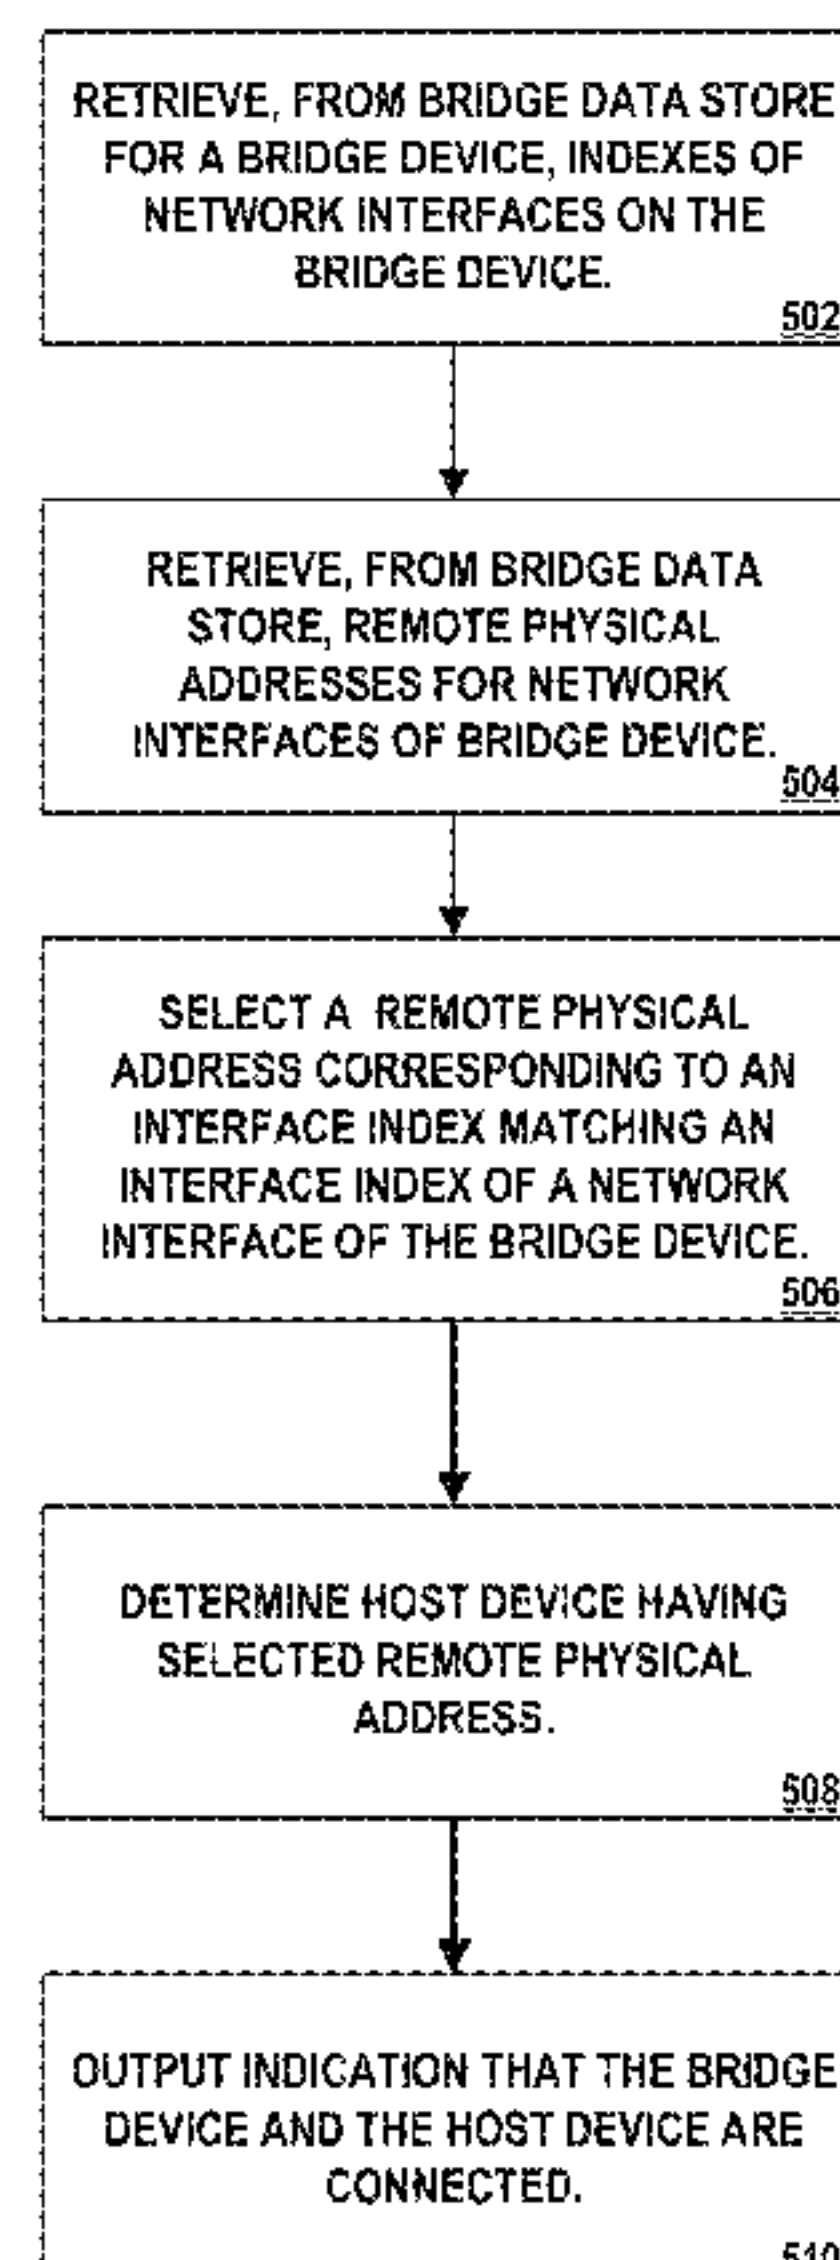 RETRIEVE, FROM BRIDGE DATA STORE
FOR A BRIDGE DEVICE, INDEXES OF
NETWORK INTERFACES ON THE
BRIDGE DEVICE.
502
RETRIEVE, FROM BRIDGE DATA
STORE, REMOTE PHYSICAL
ADDRESSES FOR NETWORK
INTERFACES OF BRIDGE DEVICE.
504
SELECT A REMOTE PHYSICAL
ADDRESS CORRESPONDING TO AN
INTERFACE INDEX MATCHING AN
INTERFACE INDEX OF A NETWORK
INTERFACE OF THE BRIDGE DEVICE.
506
DETERMINE HOST DEVICE HAVING
SELECTED REMOTE PHYSICAL
ADDRESS.
508
OUTPUT INDICATION THAT THE BRIDGE
DEVICE AND THE HOST DEVICE ARE
CONNECTED.
510